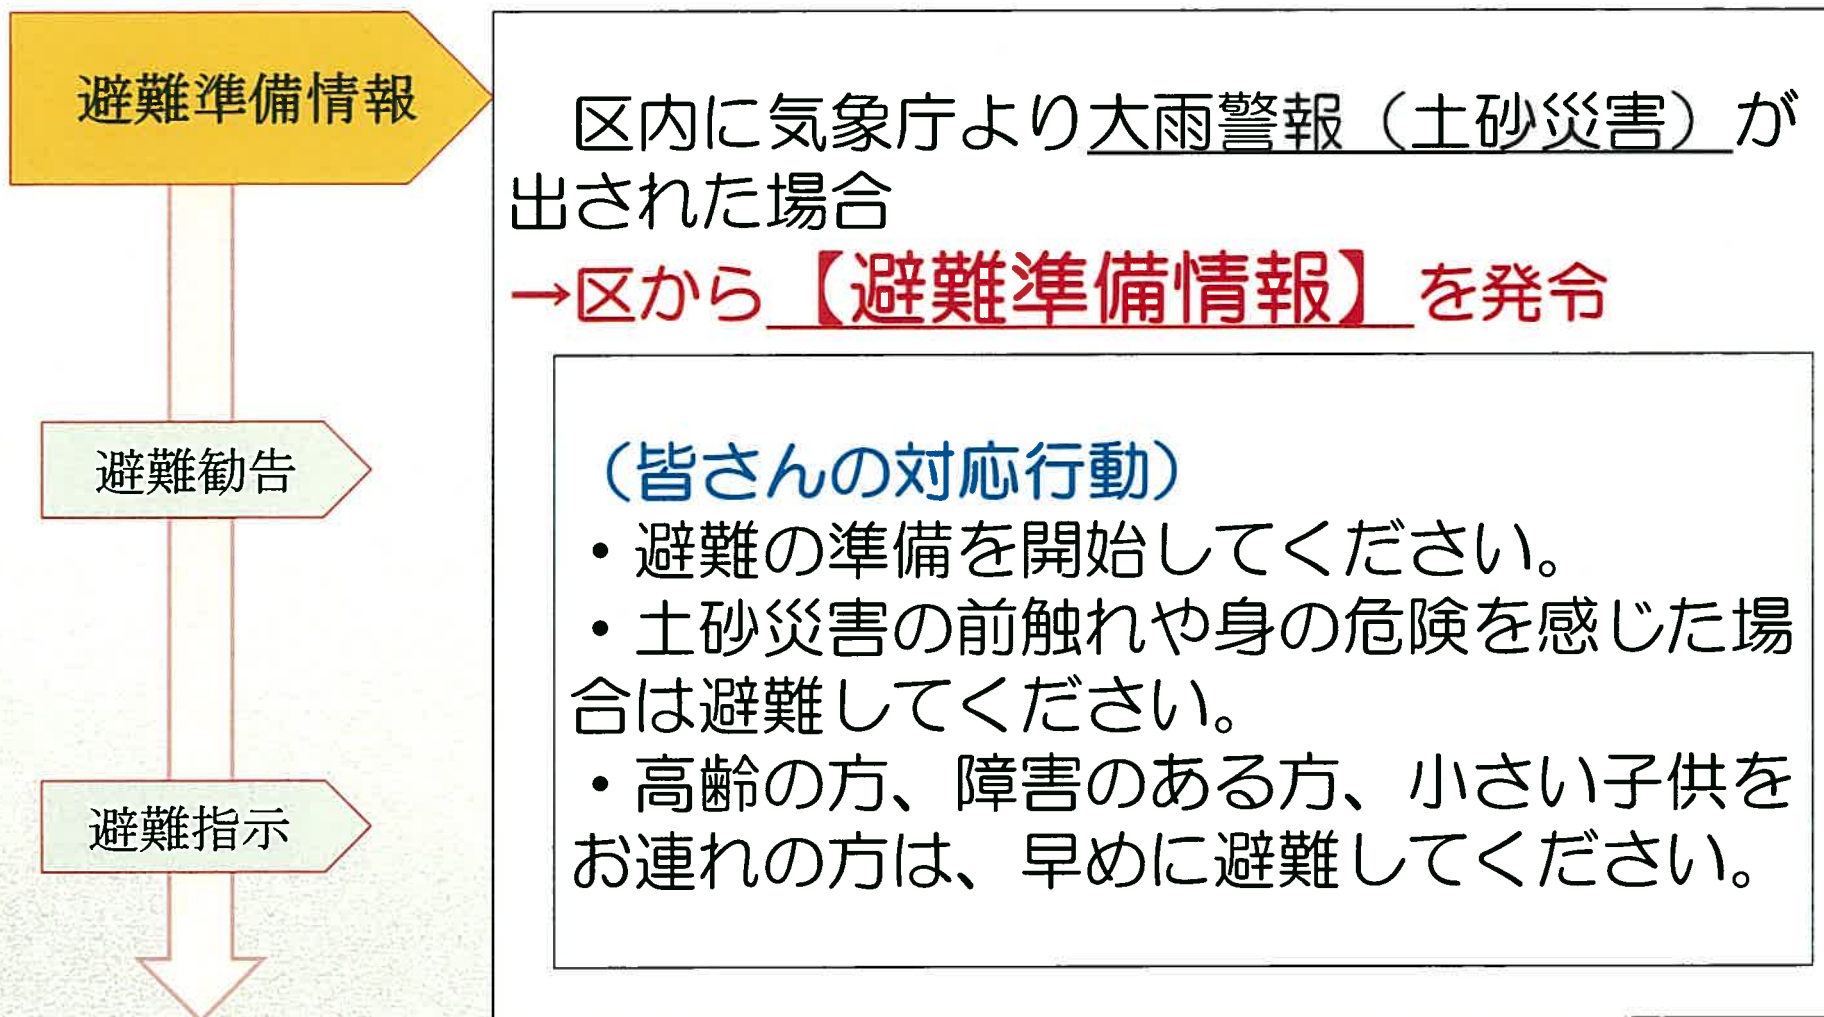 避難準備情報
避難勧告
避難指示
区内に気象庁より大雨警報（土砂災害）が
出された場合
→区から【避難準備情報】を発令
（皆さんの対応行動）
・避難の準備を開始してください。
・土砂災害の前触れや身の危険を感じた場
合は避難してください。
・高齢の方、障害のある方、小さい子供を
お連れの方は、早めに避難してください。